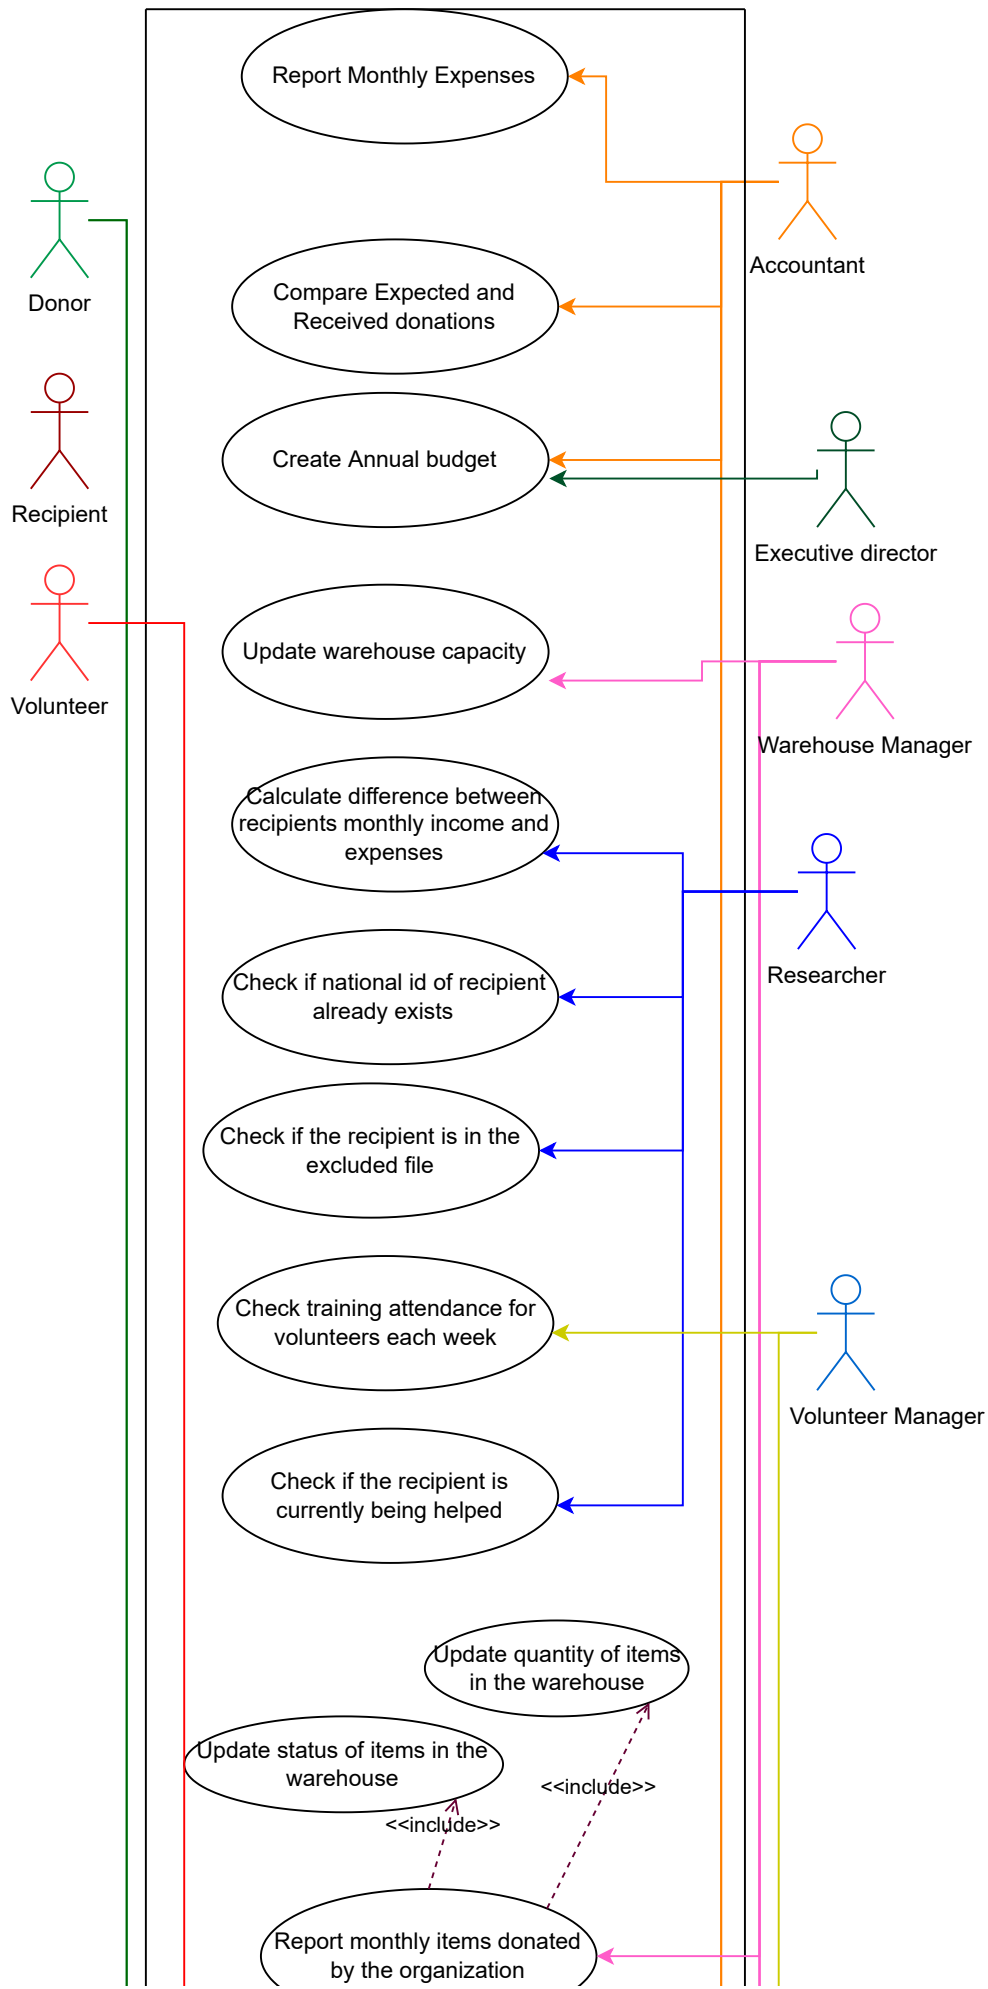 Report Monthly Expenses
Accountant
Donor
Compare Expected and
Received donations
Create Annual budget
Recipient
Executive director
Update warehouse capacity
Volunteer
Warehouse Manager
Calculate difference between
recipients monthly income and
expenses
Researcher
Check if national id of recipient
already exists
Check if the recipient is in the
excluded file
Check training attendance for
volunteers each week
Volunteer Manager
Check if the recipient is
currently being helped
Update quantity of items
in the warehouse
Update status of items in the
warehouse
<<include>>
<<include>>
Report monthly items donated
by the organization